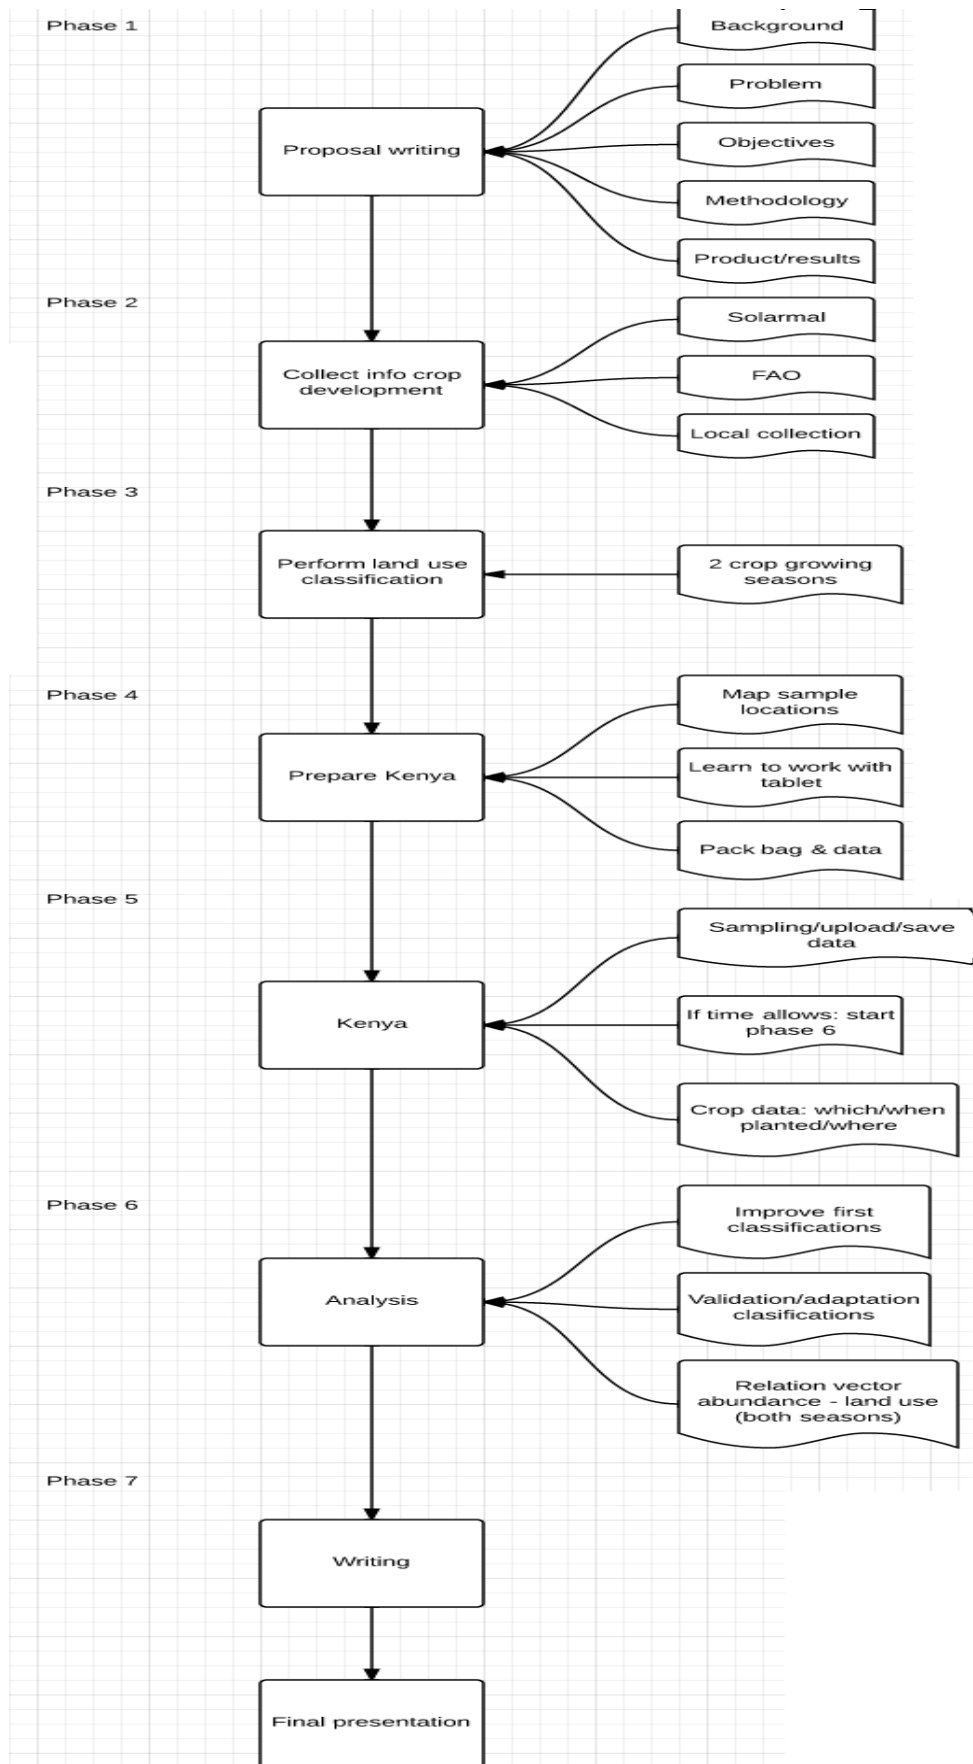 Phase 1
Background
Problem
Objectives
Methodology
Product/results
Proposal writing
Phase 2
Solarmal
FAO
Local collection
Collect info crop
development
Phase 3
2 crop growing
seasons
Perform land use
classification
Phase 4
Map sample
locations
Learn to work with
tablet
Pack bag & data
Prepare Kenya
Phase 5
Sampling/upload/save
data
If time allows: start
phase 6
Crop data: which/when
planted/where
Kenya
Phase 6
Improve first
classifications
Validation/adaptation
clasifications
Relation vector
abundance - land use
(both seasons)
Analysis
Phase 7
Writing
Final presentation